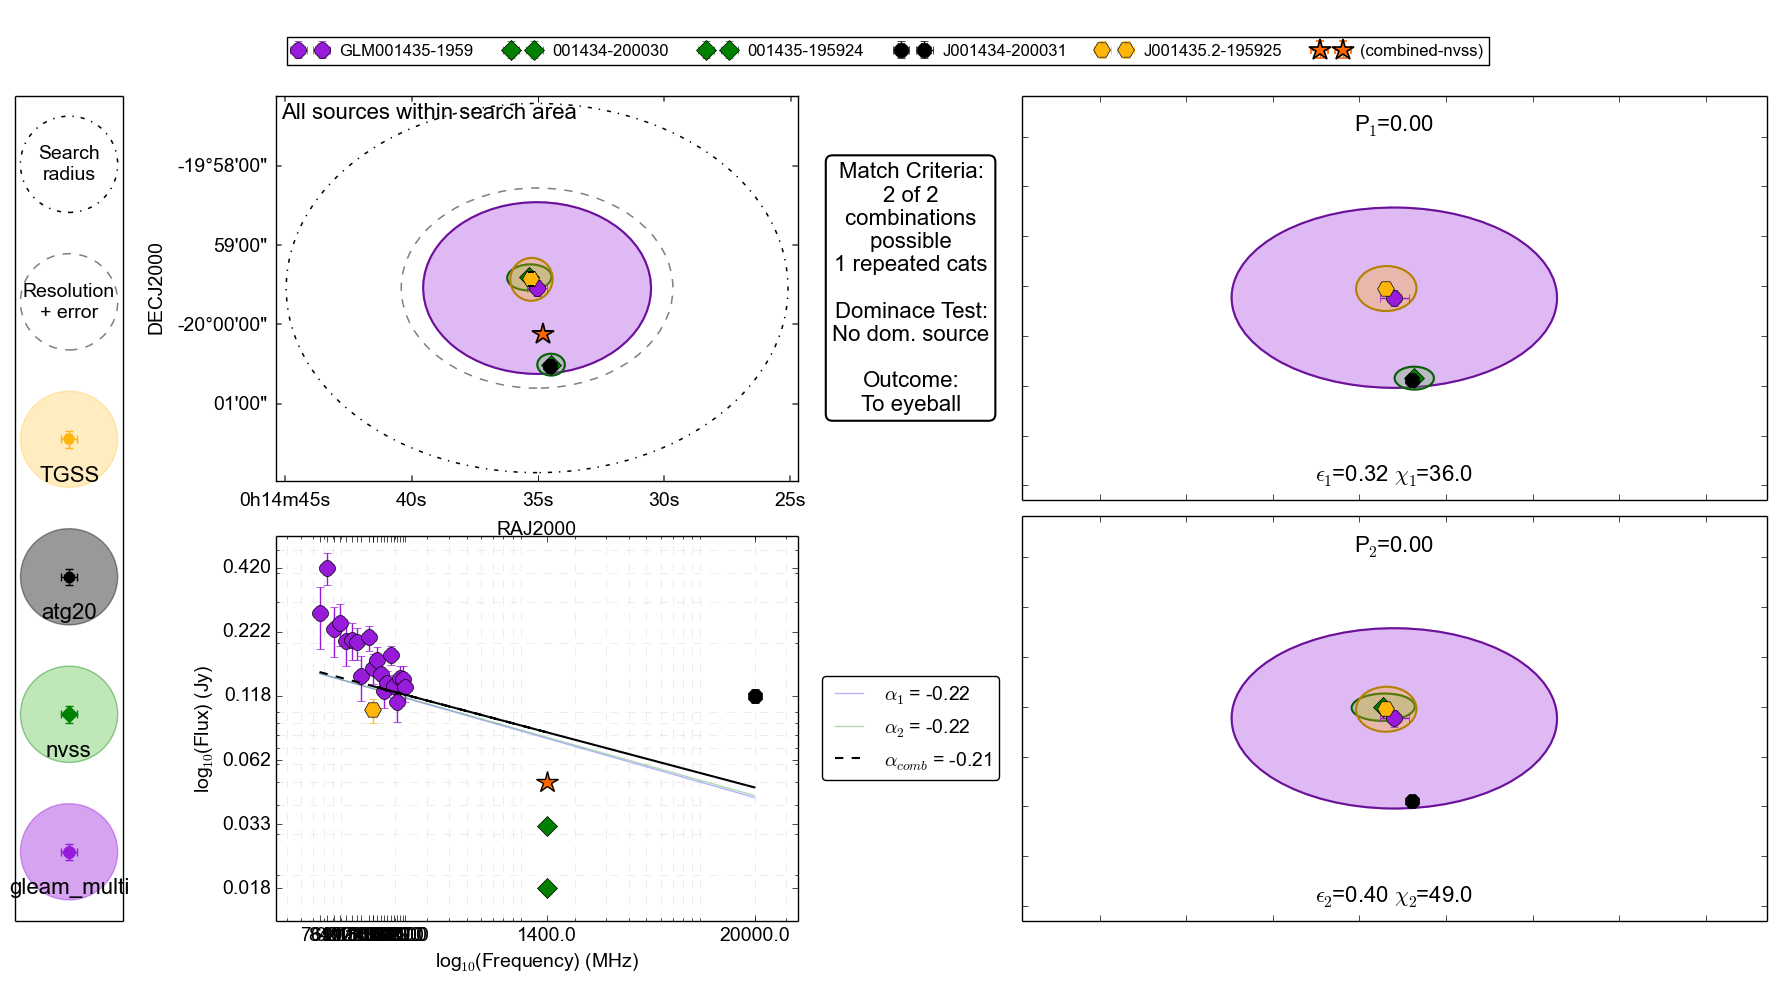 GLM001435-1959 001434-200030 001435-195924 J001434-200031 J001435.2-195925 (combined-nvss)
Search
radius
Resolution
+ error
TGSS
atg20
nvss
gleam_multi
All sources within search area
DECJ2000
-19°58'00"
59'00"
-20°00'00"
01'00"
0h14m45s 40s 35s 30s 25s
RAJ2000
Match Criteria:
2 of 2
combinations
possible
1 repeated cats
Dominace Test:
No dom. source
Outcome:
To eyeball
P1=0.00
ϵ1=0.32 χ1=36.0
log10(Flux) (Jy)
0.420
0.222
0.118
0.062
0.033
0.018
1400.0 20000.0
log10(Frequency) (MHz)
α1 = -0.22
α2 = -0.22
αcomb = -0.21
P2=0.00
ϵ2=0.40 χ2=49.0